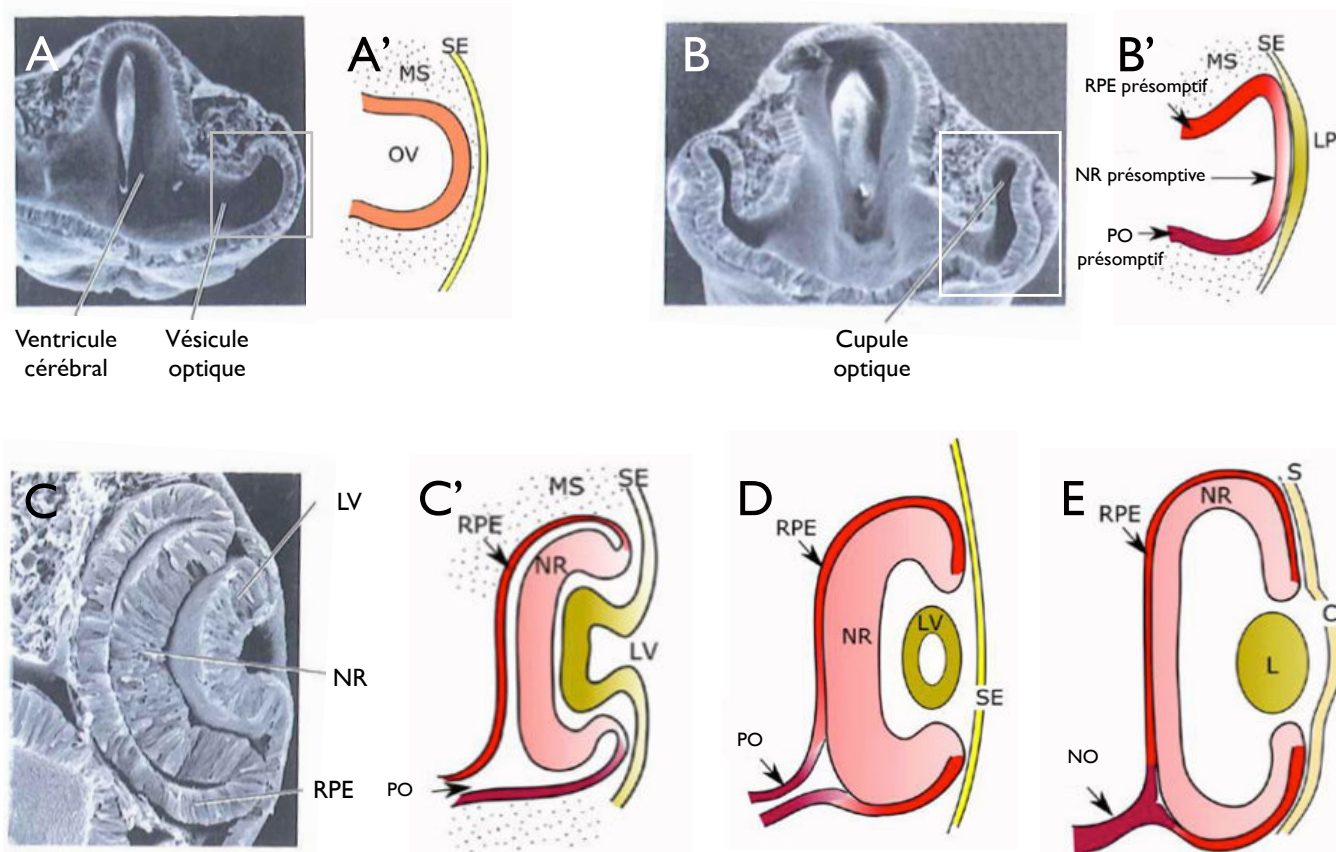 A
A'
SE
MS
OV
Ventricule
cérébral
Vésicule
optique
B
B'
SE
MS
RPE présomptif
LP
NR présomptive
PO
présomptif
Cupule
optique
C
LV
NR
RPE
C'
MS
SE
RPE
NR
LV
PO
D
RPE
NR
LV
SE
PO
E
S
NR
RPE
C
L
NO